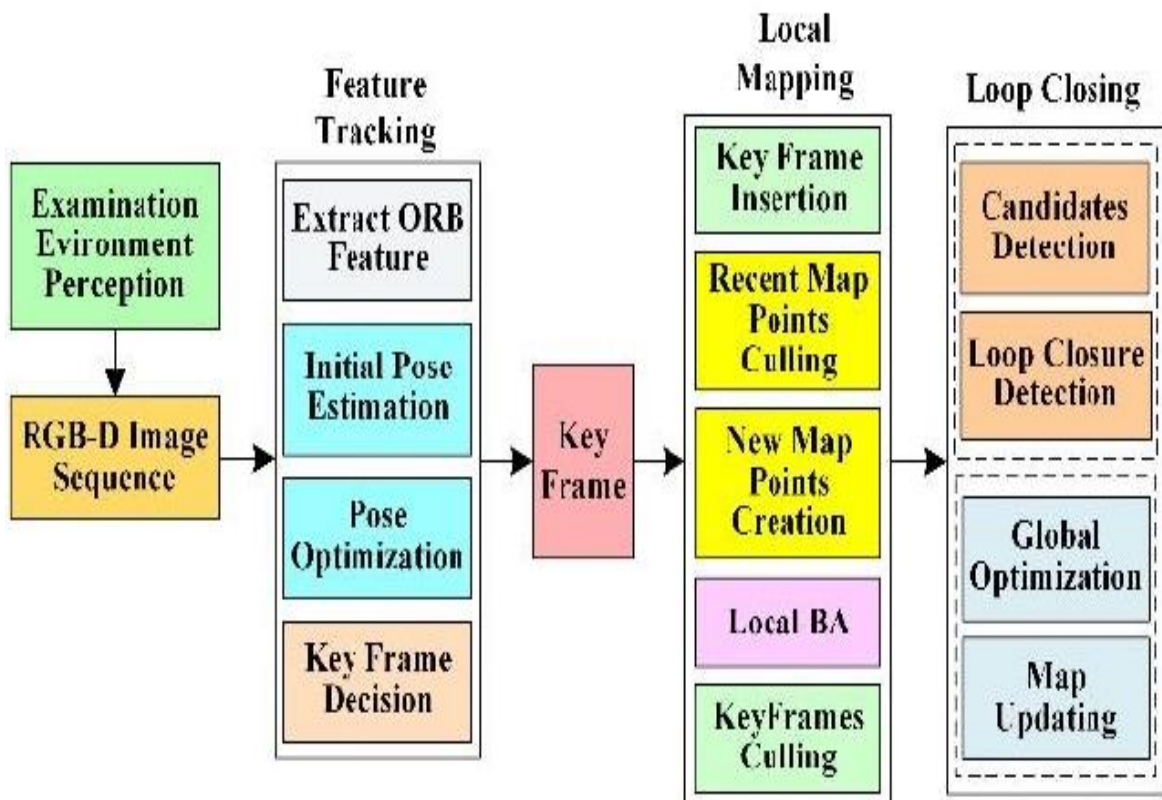 Feature
Tracking
Local
Mapping
Loop Closing
Examination
Evironment
Perception
RGB-D Image
Sequence
Extract ORB
Feature
Initial Pose
Estimation
Pose
Optimization
Key Frame
Decision
Key
Frame
Key Frame
Insertion
Recent Map
Points
Culling
New Map
Points
Creation
Local BA
KeyFrames
Culling
Candidates
Detection
Loop Closure
Detection
Global
Optimization
Map
Updating